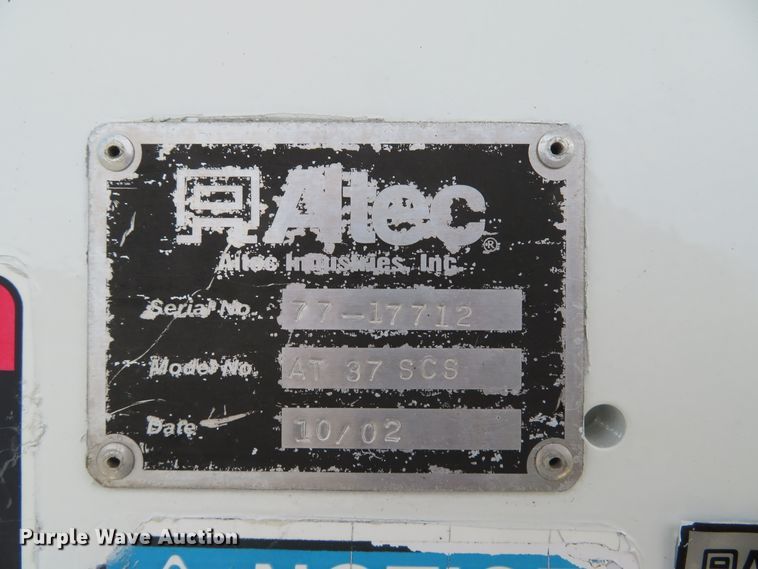 Altec
®
Altec Industries, Inc.
Serial No. 77-17712
Model No. AT 37 SCS
Date 10/02
Purple Wave Auction